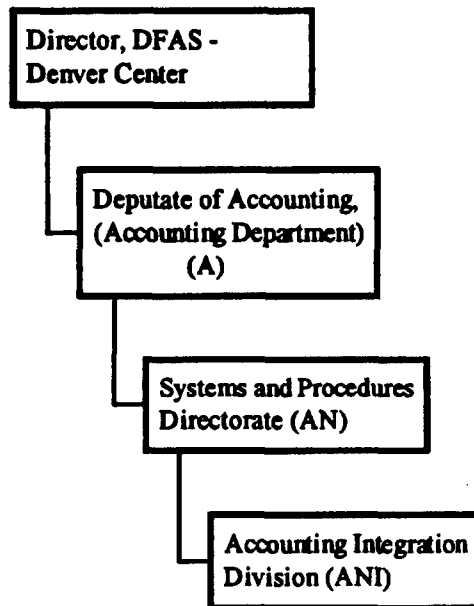 Director, DFAS -
Denver Center
Deputate of Accounting,
(Accounting Department)
(A)
Systems and Procedures
Directorate (AN)
Accounting Integration
Division (ANI)